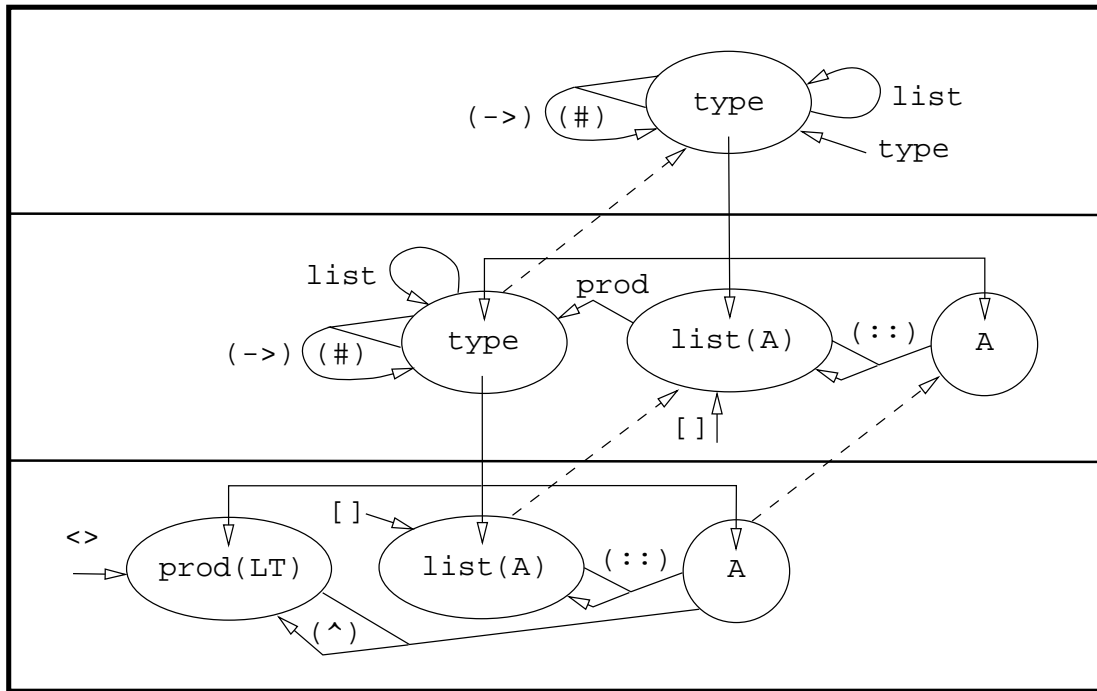 type
list
(->) (#)
type
list
prod
(::)
type
list(A)
A
(->) (#)
[]
[]
<>
(::)
prod(LT)
list(A)
A
(^)